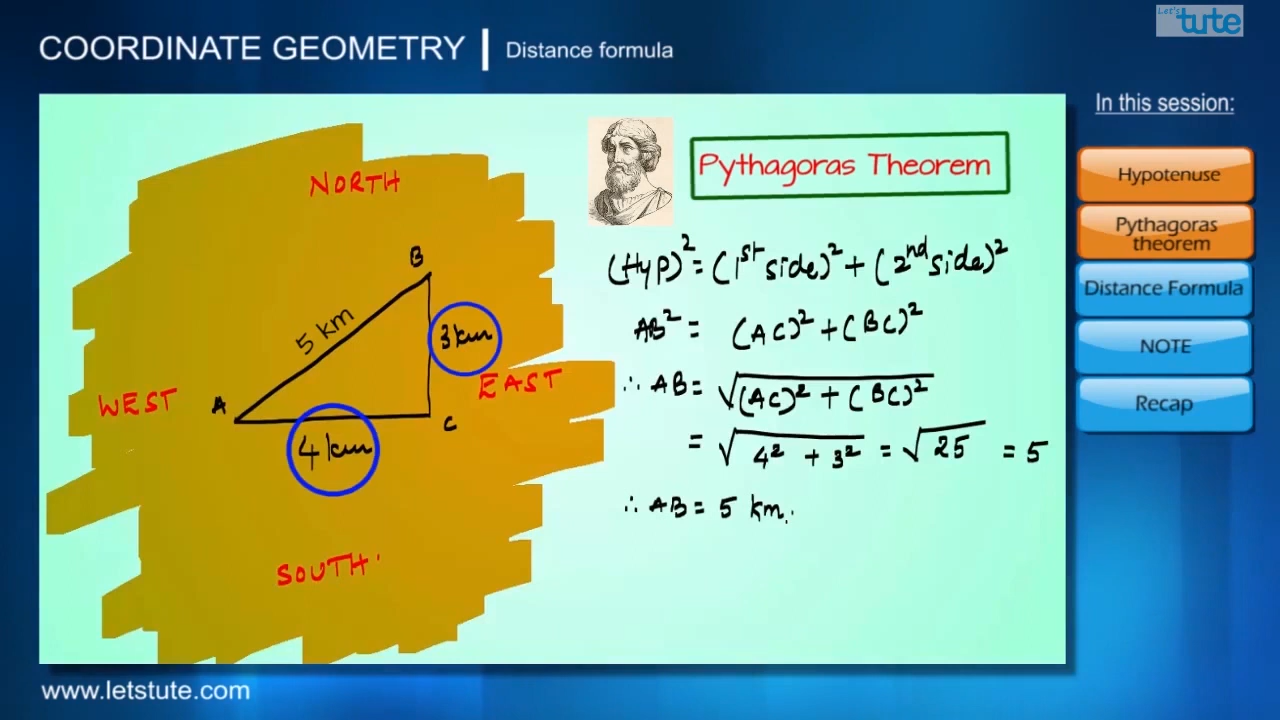 Let's
tute
COORDINATE GEOMETRY | Distance formula
In this session:
Hypotenuse
Pythagoras
theorem
Distance Formula
NOTE
Recap
NORTH
WEST
EAST
SOUTH
A
B
C
5 km
3 km
4 km
Pythagoras Theorem
(Hyp)² = (1st side)² + (2nd side)²
AB² = (AC)² + (BC)²
∴ AB = √(AC)² + (BC)²
= √4² + 3² = √25 = 5
∴ AB = 5 km.
www.letstute.com